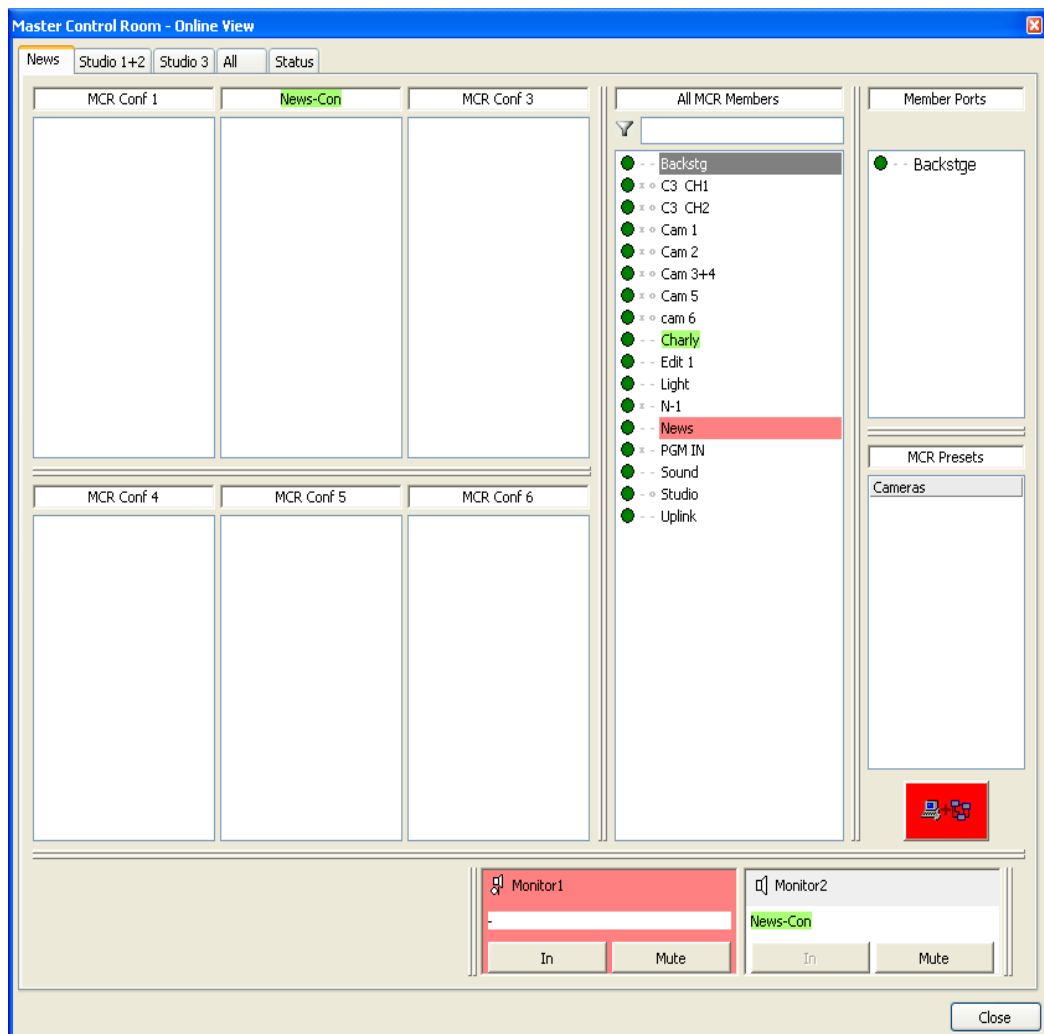 Master Control Room - Online View
News
Studio 1+2
Studio 3
All
Status
MCR Conf 1
News-Con
MCR Conf 3
All MCR Members
Member Ports
Backstg
C3 CH1
C3 CH2
Cam 1
Cam 2
Cam 3+4
Cam 5
cam 6
Charly
Edit 1
Light
N-1
News
PGM IN
Sound
Studio
Uplink
Backstge
MCR Presets
Cameras
MCR Conf 4
MCR Conf 5
MCR Conf 6
Monitor1
-
In
Mute
Monitor2
News-Con
In
Mute
Close